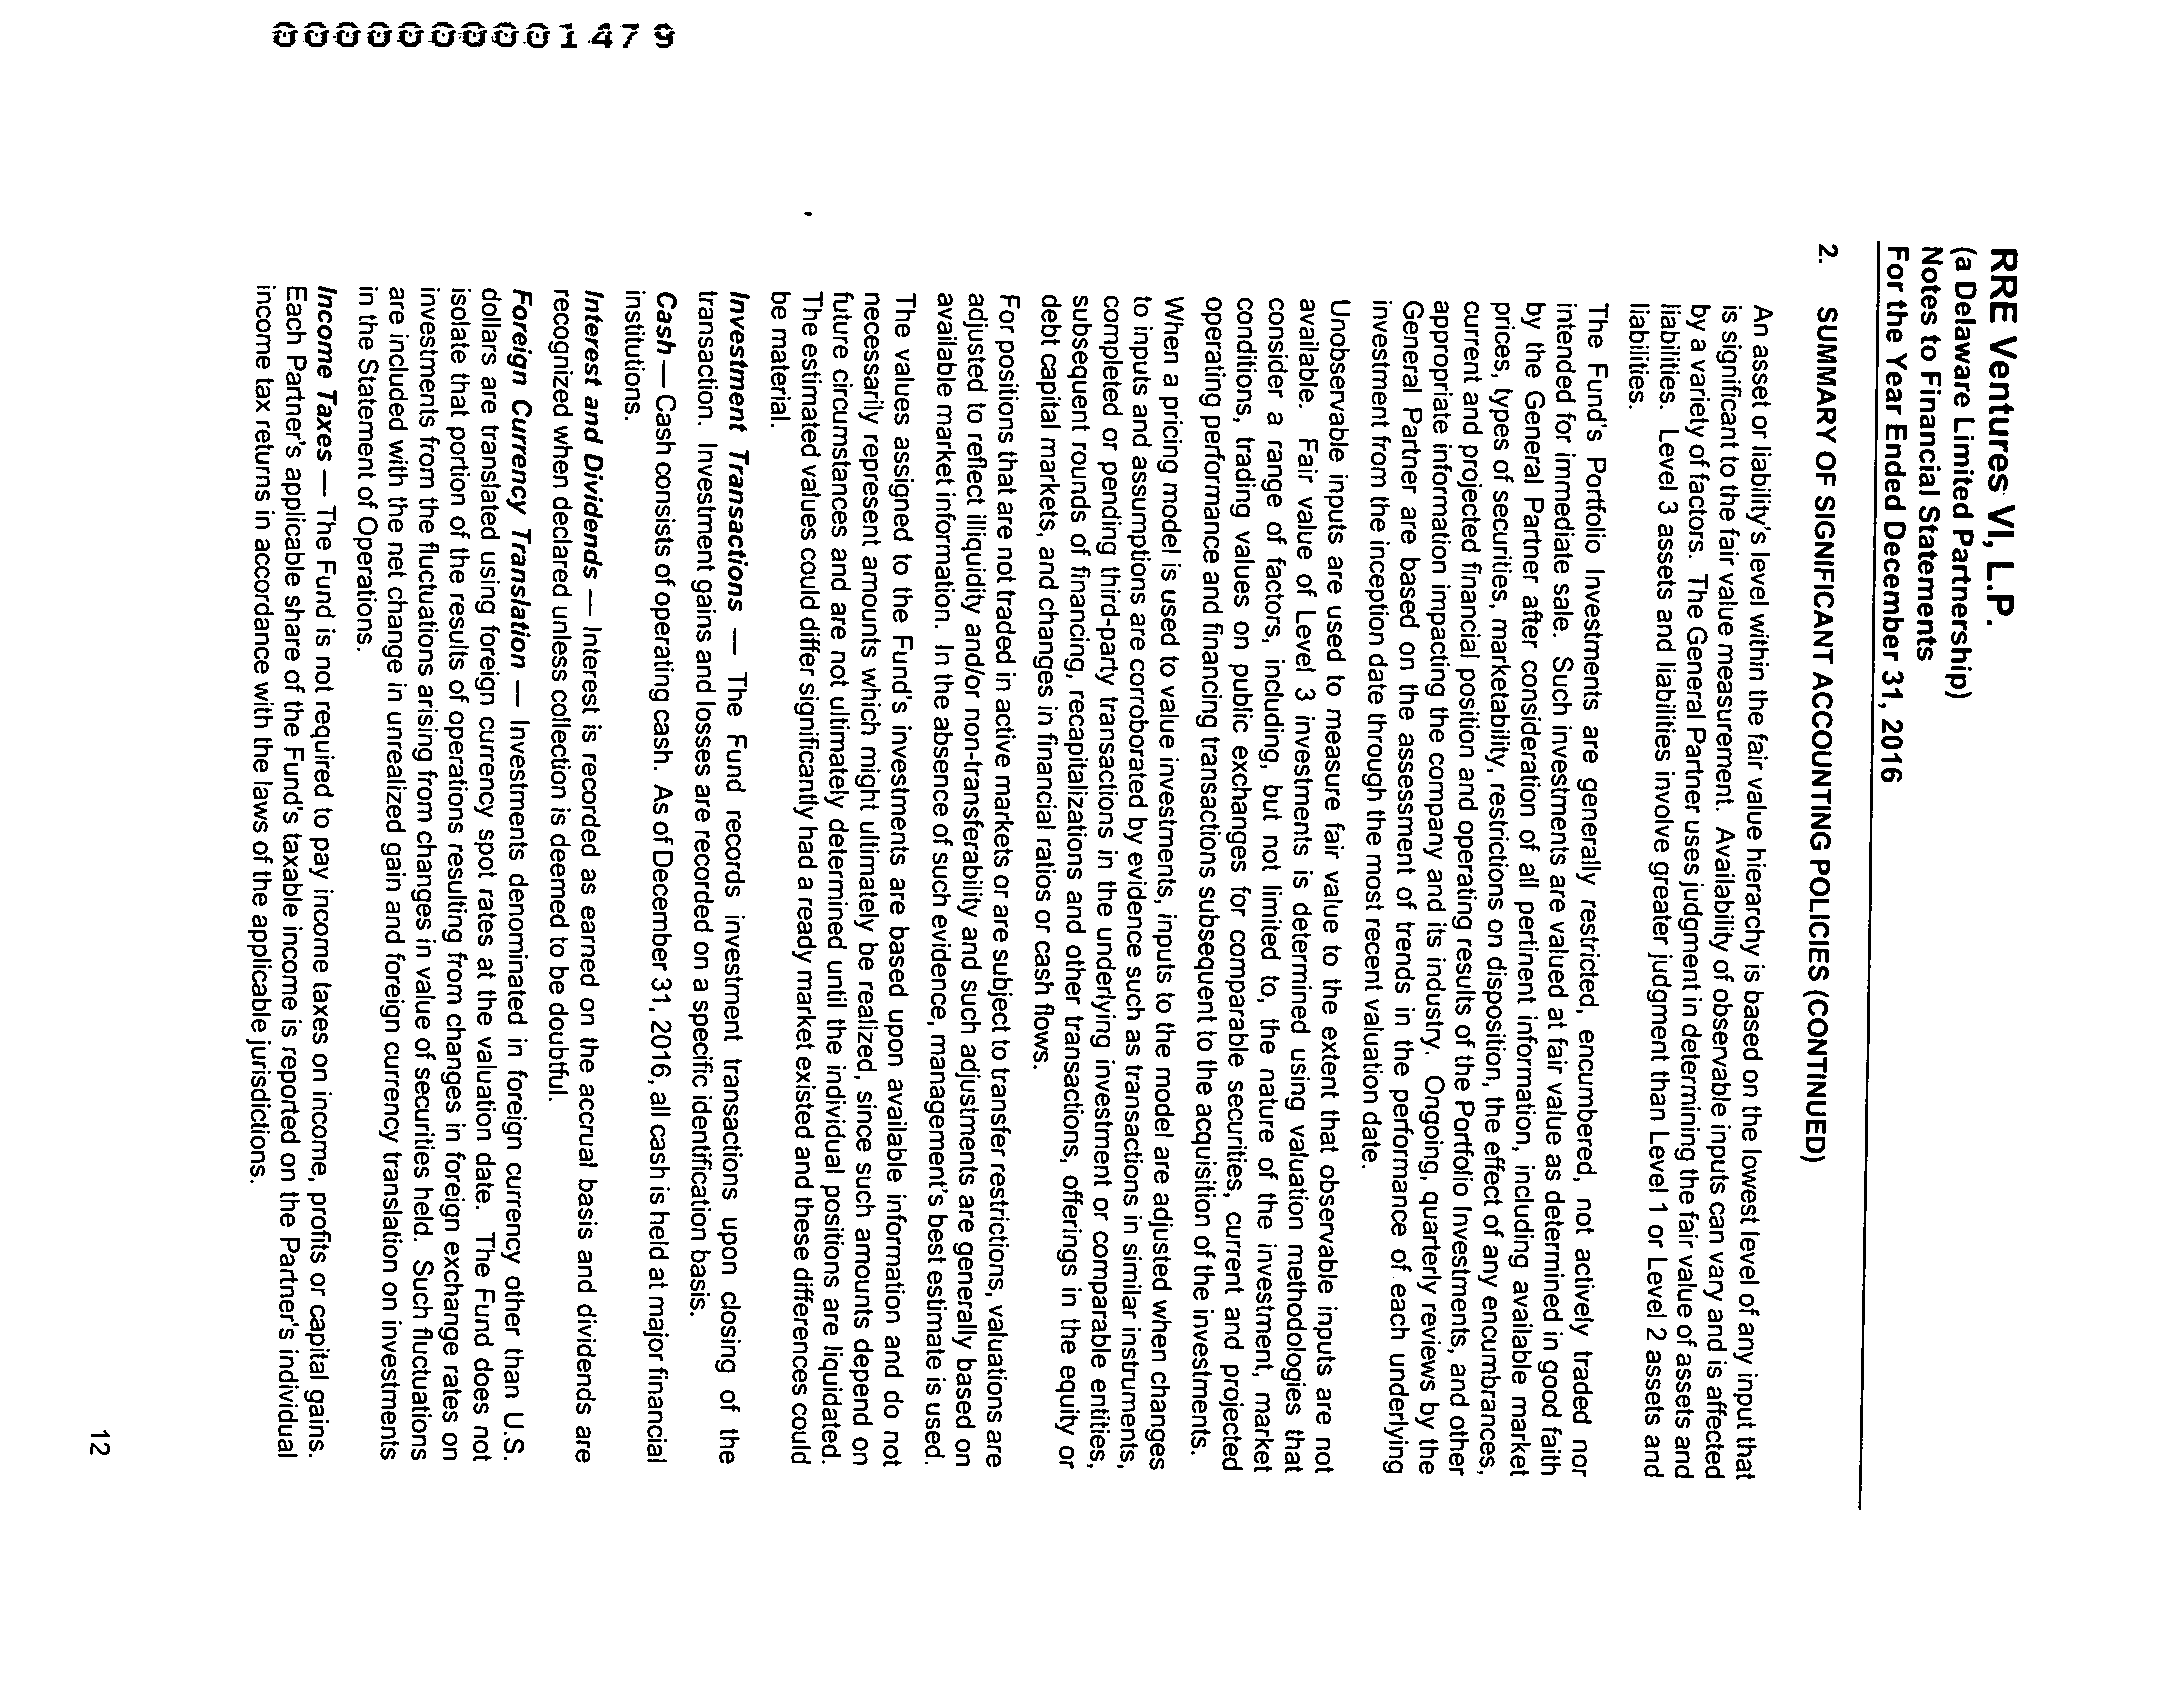 0000000001479
RRE Ventures VI, L.P.
(a Delaware Limited Partnership)
Notes to Financial Statements
For the Year Ended December 31, 2016
2. SUMMARY OF SIGNIFICANT ACCOUNTING POLICIES (CONTINUED)
An asset or liability's level within the fair value hierarchy is based on the lowest level of any input that
is significant to the fair value measurement. Availability of observable inputs can vary and is affected
by a variety of factors. The General Partner uses judgment in determining the fair value of assets and
liabilities. Level 3 assets and liabilities involve greater judgment than Level 1 or Level 2 assets and
liabilities.
The Fund's Portfolio Investments are generally restricted, encumbered, not actively traded nor
intended for immediate sale. Such investments are valued at fair value as determined in good faith
by the General Partner after consideration of all pertinent information, including available market
prices, types of securities, marketability, restrictions on disposition, the effect of any encumbrances,
current and projected financial position and operating results of the Portfolio Investments, and other
appropriate information impacting the company and its industry. Ongoing, quarterly reviews by the
General Partner are based on the assessment of trends in the performance of each underlying
investment from the inception date through the most recent valuation date.
Unobservable inputs are used to measure fair value to the extent that observable inputs are not
available. Fair value of Level 3 investments is determined using valuation methodologies that
consider a range of factors, including, but not limited to, the nature of the investment, market
conditions, trading values on public exchanges for comparable securities, current and projected
operating performance and financing transactions subsequent to the acquisition of the investments.
When a pricing model is used to value investments, inputs to the model are adjusted when changes
to inputs and assumptions are corroborated by evidence such as transactions in similar instruments,
completed or pending third-party transactions in the underlying investment or comparable entities,
subsequent rounds of financing, recapitalizations and other transactions, offerings in the equity or
debt capital markets, and changes in financial ratios or cash flows.
For positions that are not traded in active markets or are subject to transfer restrictions, valuations are
adjusted to reflect illiquidity and/or non-transferability and such adjustments are generally based on
available market information. In the absence of such evidence, management's best estimate is used.
The values assigned to the Fund's investments are based upon available information and do not
necessarily represent amounts which might ultimately be realized, since such amounts depend on
future circumstances and are not ultimately determined until the individual positions are liquidated.
The estimated values could differ significantly had a ready market existed and these differences could
be material.
Investment Transactions — The Fund records investment transactions upon closing of the
transaction. Investment gains and losses are recorded on a specific identification basis.
Cash — Cash consists of operating cash. As of December 31, 2016, all cash is held at major financial
institutions.
Interest and Dividends — Interest is recorded as earned on the accrual basis and dividends are
recognized when declared unless collection is deemed to be doubtful.
Foreign Currency Translation — Investments denominated in foreign currency other than U.S.
dollars are translated using foreign currency spot rates at the valuation date. The Fund does not
isolate that portion of the results of operations resulting from changes in foreign exchange rates on
investments from the fluctuations arising from changes in value of securities held. Such fluctuations
are included with the net change in unrealized gain and foreign currency translation on investments
in the Statement of Operations.
Income Taxes — The Fund is not required to pay income taxes on income, profits or capital gains.
Each Partner's applicable share of the Fund's taxable income is reported on the Partner's individual
income tax returns in accordance with the laws of the applicable jurisdictions.
12